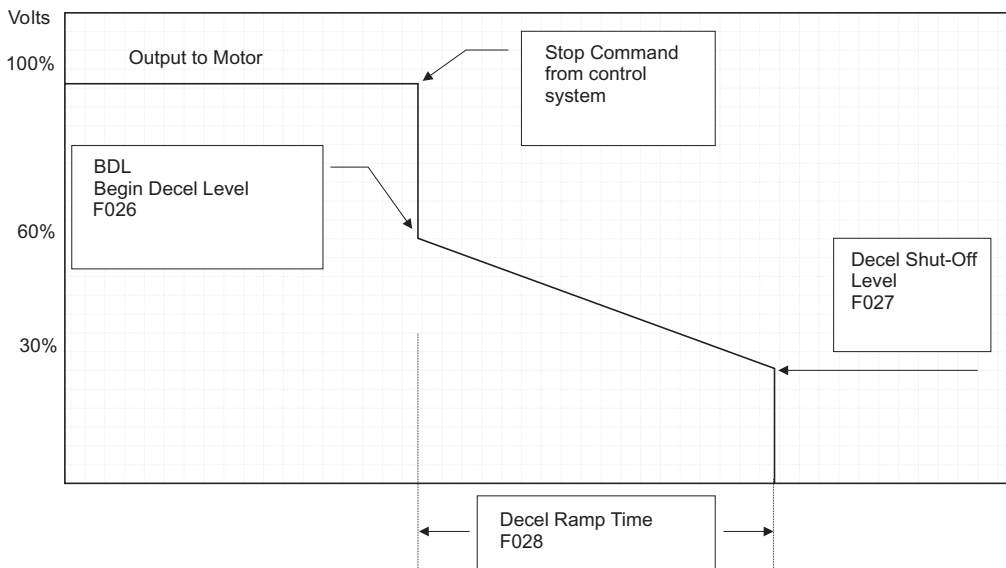 Volts
100%
Output to Motor
Stop Command
from control
system
BDL
Begin Decel Level
F026
60%
Decel Shut-Off
Level
F027
30%
Decel Ramp Time
F028